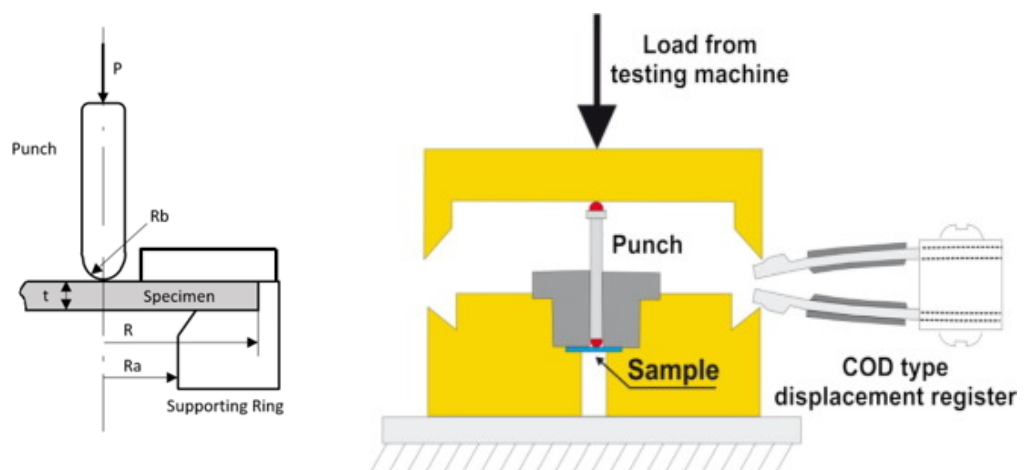 P
Punch
Rb
t
Specimen
R
Ra
Supporting Ring
Load from
testing machine
Punch
Sample
COD type
displacement register